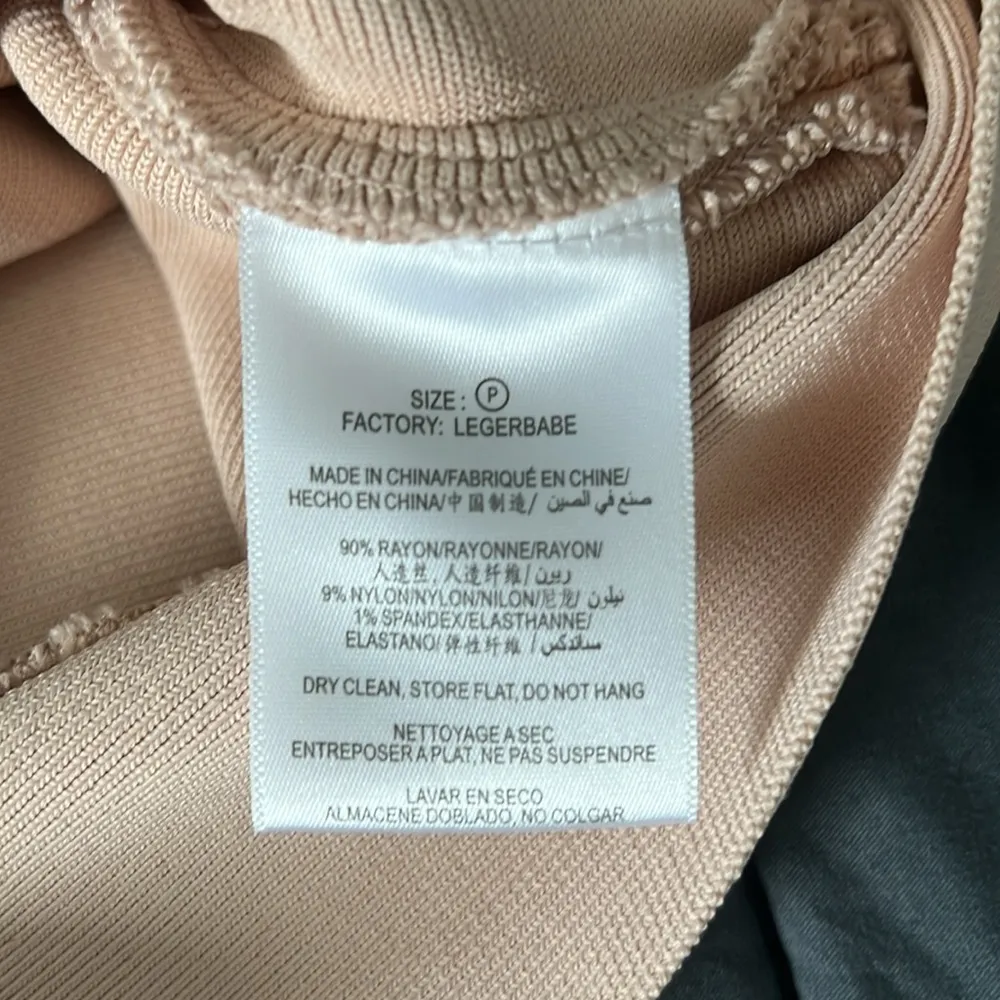 SIZE: Ⓟ
FACTORY: LEGERBABE
MADE IN CHINA/FABRIQUÉ EN CHINE/
HECHO EN CHINA/中国制造/ صنع في الصين
90% RAYON/RAYONNE/RAYON/
人造丝, 人造纤维/ ريون/
9% NYLON/NYLON/NILON/尼龙/ نيلون
1% SPANDEX/ELASTHANNE/
ELASTANO/ 弹性纤维 / سباندكس
DRY CLEAN, STORE FLAT, DO NOT HANG
NETTOYAGE A SEC
ENTREPOSER A PLAT, NE PAS SUSPENDRE
LAVAR EN SECO
ALMACENE DOBLADO, NO COLGAR